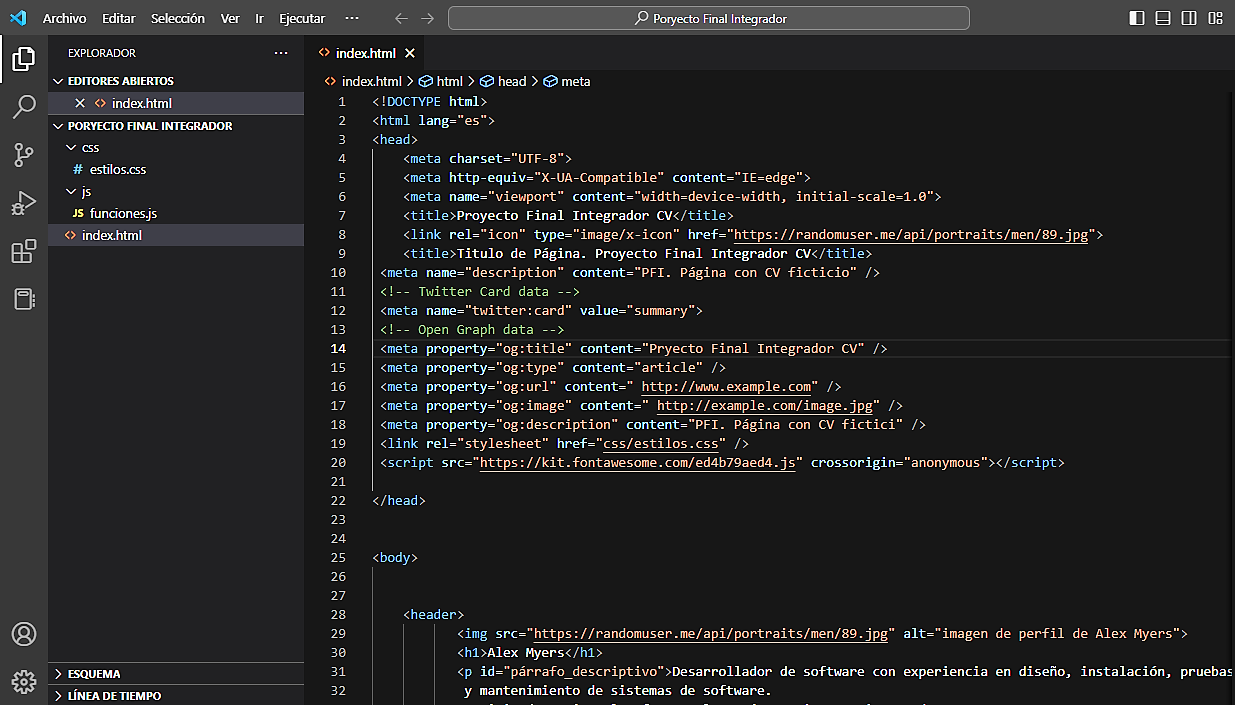 Archivo Editar Selección Ver Ir Ejecutar ···
Poryecto Final Integrador
EXPLORADOR ···
EDITORES ABIERTOS
index.html
PORYECTO FINAL INTEGRADOR
css
# estilos.css
js
JS funciones.js
index.html
ESQUEMA
LÍNEA DE TIEMPO
index.html
index.html > html > head > meta
1 <!DOCTYPE html>
2 <html lang="es">
3 <head>
4 <meta charset="UTF-8">
5 <meta http-equiv="X-UA-Compatible" content="IE=edge">
6 <meta name="viewport" content="width=device-width, initial-scale=1.0">
7 <title>Proyecto Final Integrador CV</title>
8 <link rel="icon" type="image/x-icon" href="https://randomuser.me/api/portraits/men/89.jpg">
9 <title>Titulo de Página. Proyecto Final Integrador CV</title>
10 <meta name="description" content="PFI. Página con CV ficticio" />
11 <!-- Twitter Card data -->
12 <meta name="twitter:card" value="summary">
13 <!-- Open Graph data -->
14 <meta property="og:title" content="Pryecto Final Integrador CV" />
15 <meta property="og:type" content="article" />
16 <meta property="og:url" content=" http://www.example.com" />
17 <meta property="og:image" content=" http://example.com/image.jpg" />
18 <meta property="og:description" content="PFI. Página con CV fictici" />
19 <link rel="stylesheet" href="css/estilos.css" />
20 <script src="https://kit.fontawesome.com/ed4b79aed4.js" crossorigin="anonymous"></script>
21
22 </head>
23
24
25 <body>
26
27
28 <header>
29 <img src="https://randomuser.me/api/portraits/men/89.jpg" alt="imagen de perfil de Alex Myers">
30 <h1>Alex Myers</h1>
31 <p id="párrafo_descriptivo">Desarrollador de software con experiencia en diseño, instalación, pruebas
32 y mantenimiento de sistemas de software.